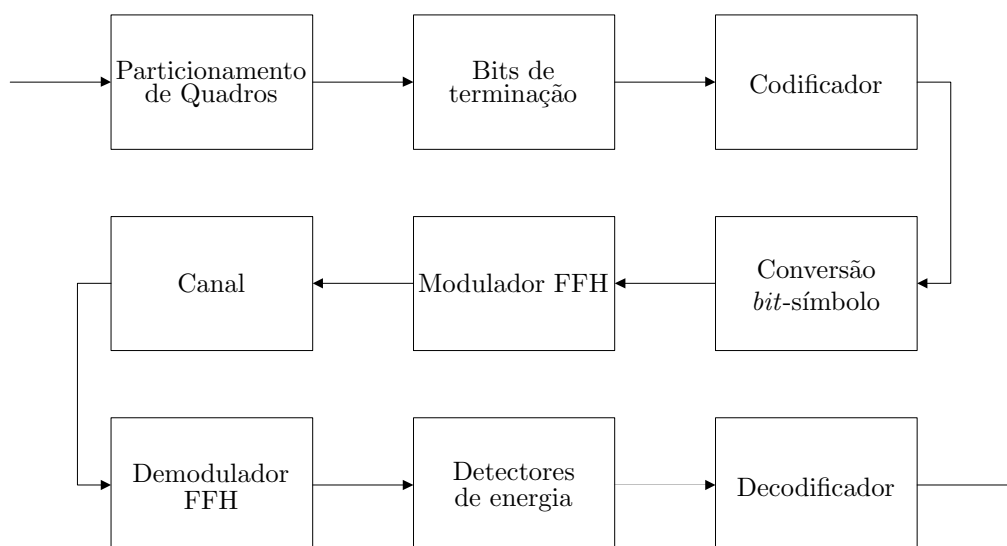 Particionamento
de Quadros
Bits de
terminação
Codificador
Canal
Modulador FFH
Conversão
bit-símbolo
Demodulador
FFH
Detectores
de energia
Decodificador